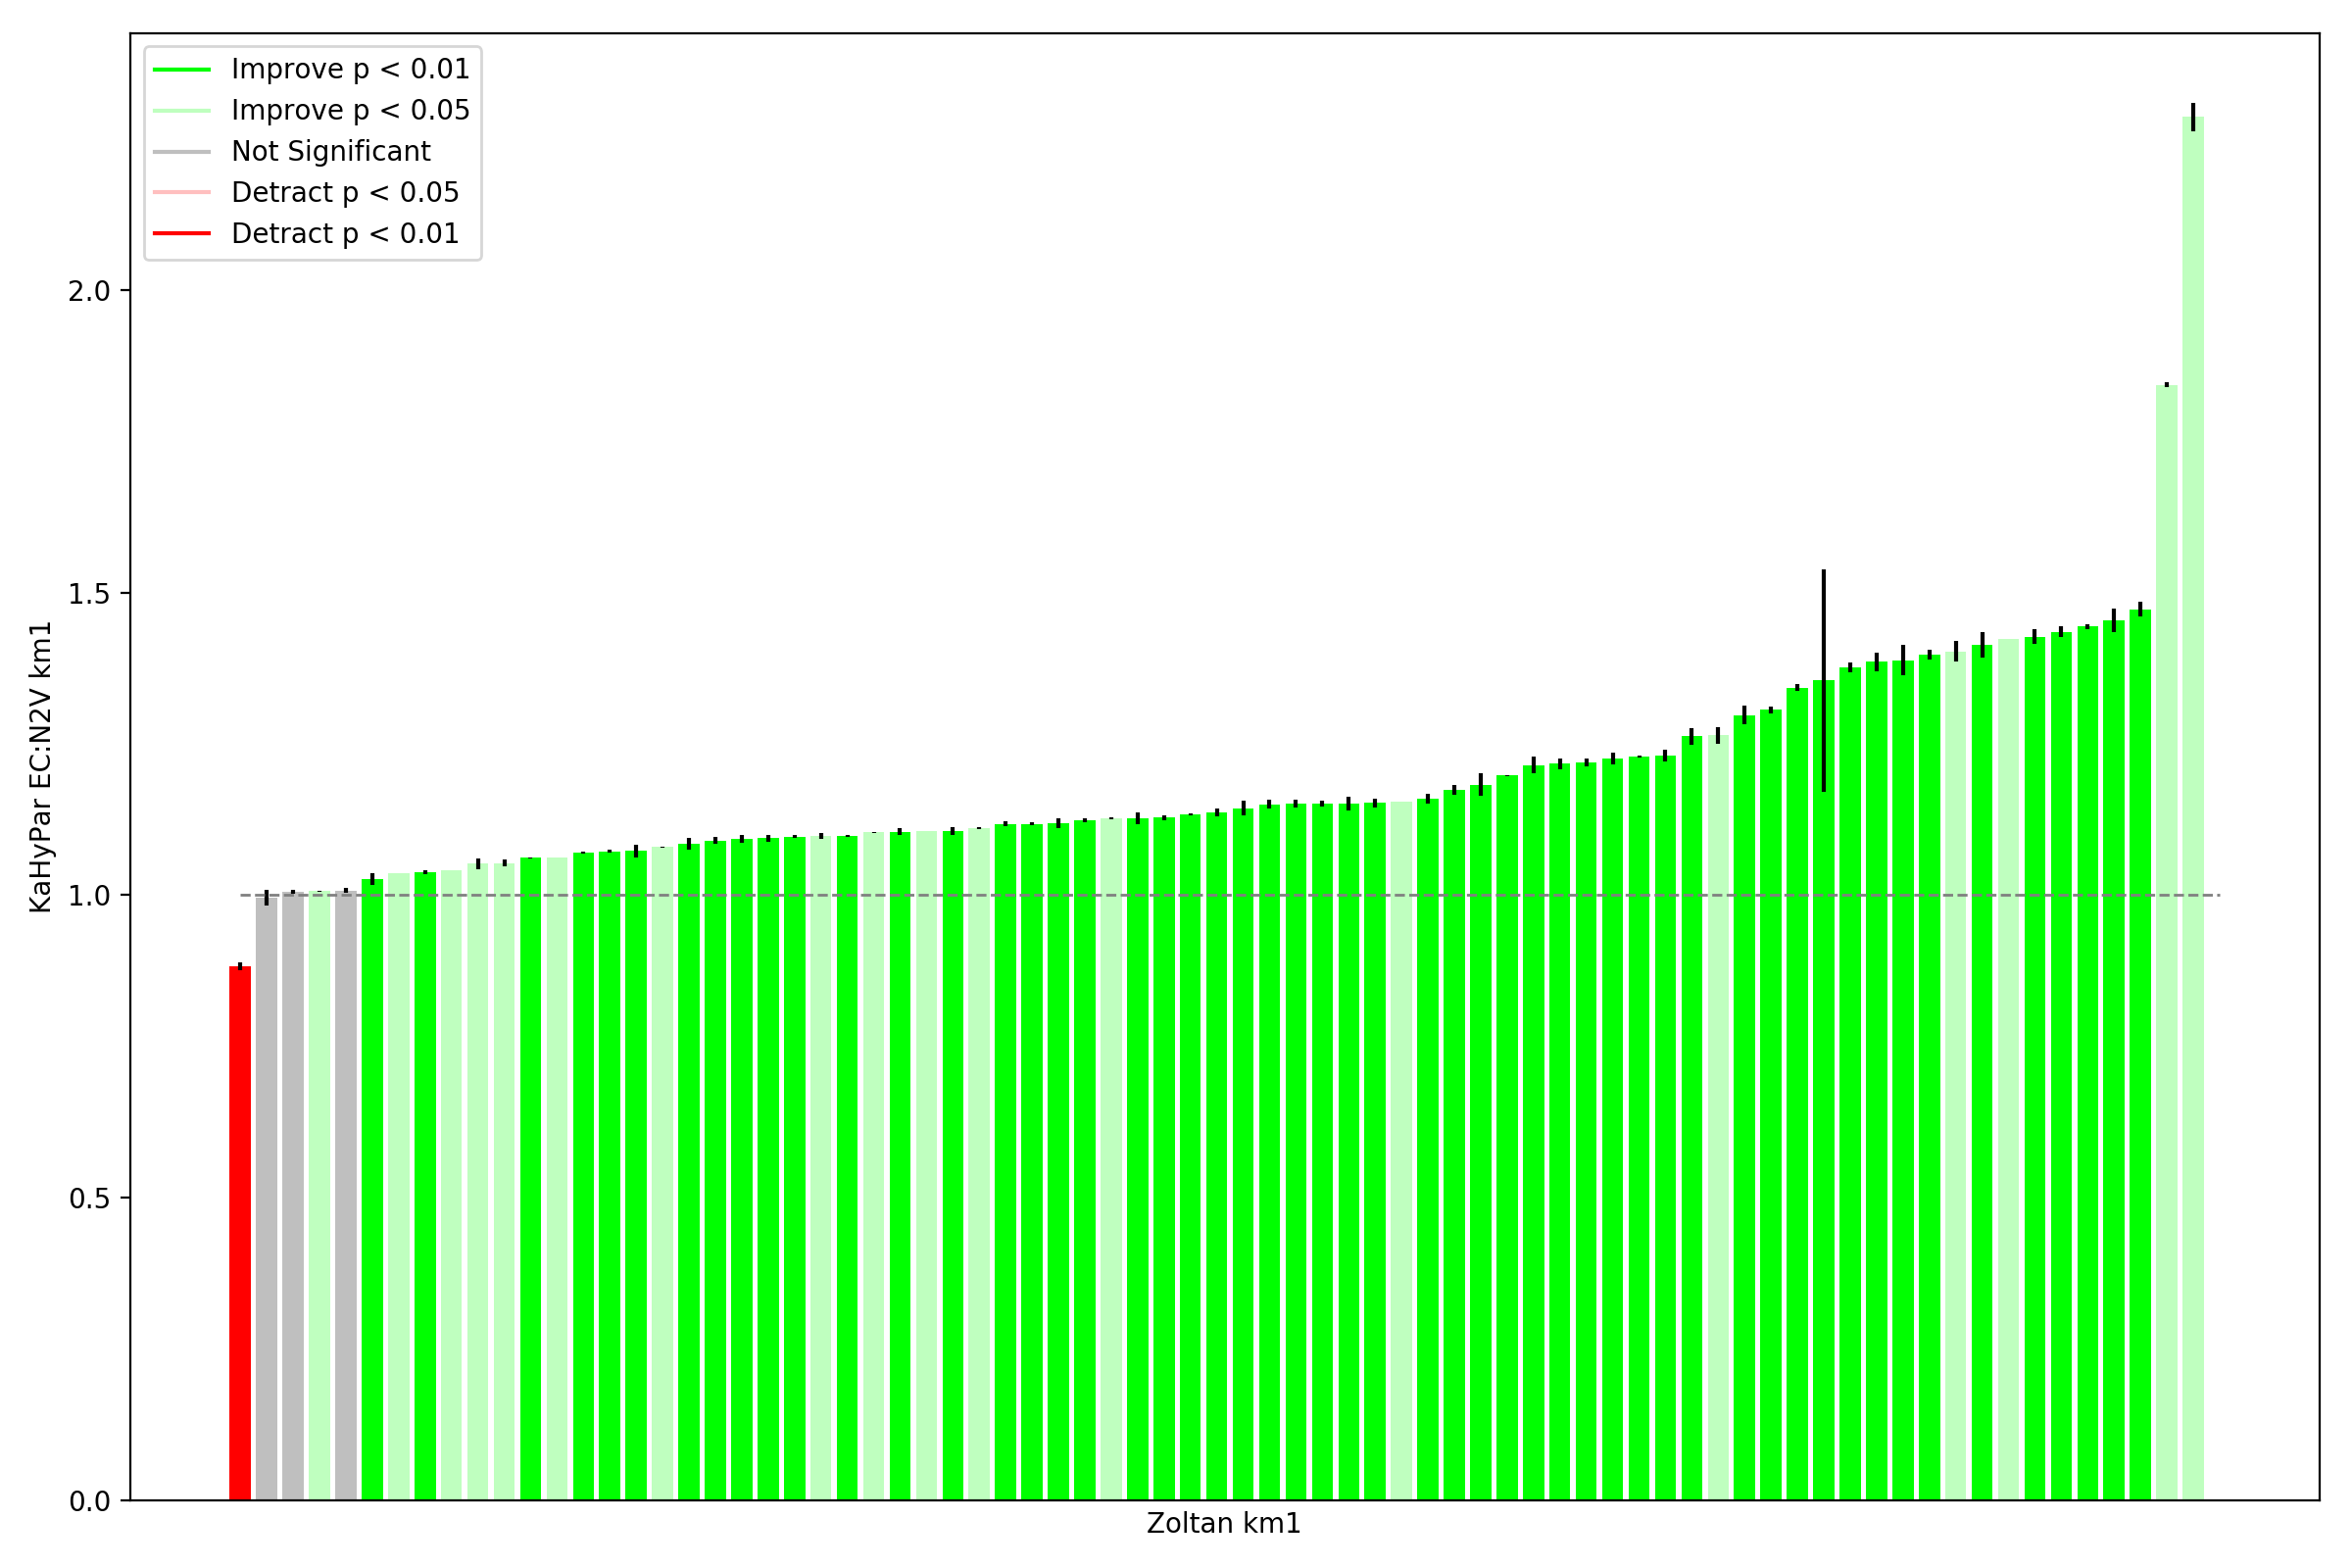 Improve p < 0.01
Improve p < 0.05
Not Significant
Detract p < 0.05
Detract p < 0.01
2.0
1.5
1.0
0.5
0.0
KaHyPar EC:N2V km1
Zoltan km1